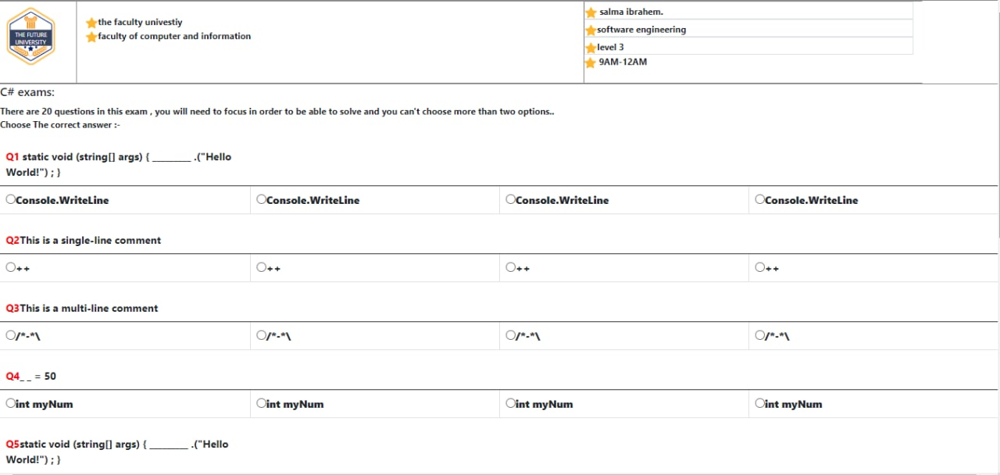 THE FUTURE
UNIVERSITY
the faculty univestiy
faculty of computer and information
salma ibrahem.
software engineering
level 3
9AM-12AM
C# exams:
There are 20 questions in this exam , you will need to focus in order to be able to solve and you can't choose more than two options..
Choose The correct answer :-
Q1 static void (string[] args) { ________ .("Hello
World!") ; }
Console.WriteLine Console.WriteLine Console.WriteLine Console.WriteLine
Q2This is a single-line comment
++ ++ ++ ++
Q3This is a multi-line comment
/*-*\ /*-*\ /*-*\ /*-*\
Q4_ _ = 50
int myNum int myNum int myNum int myNum
Q5static void (string[] args) { ________ .("Hello
World!") ; }